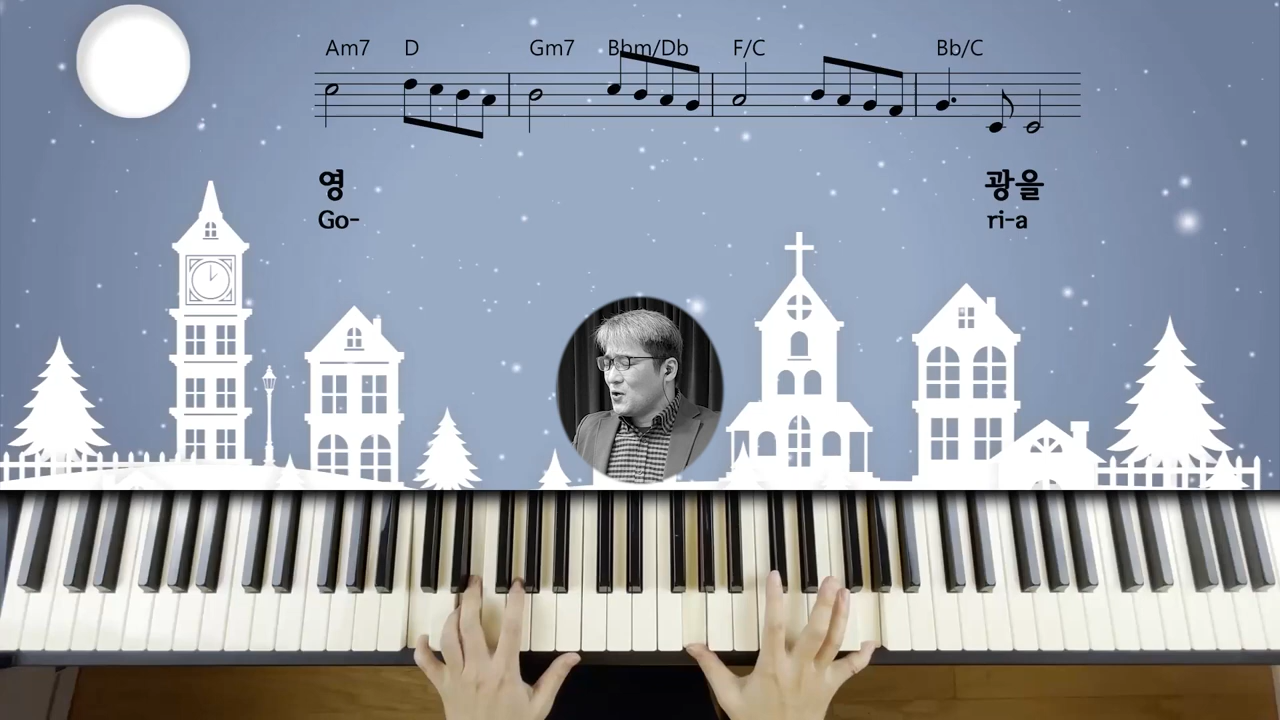 Am7 D Gm7 Bbm/Db F/C Bb/C
영 광을
Go- ri-a